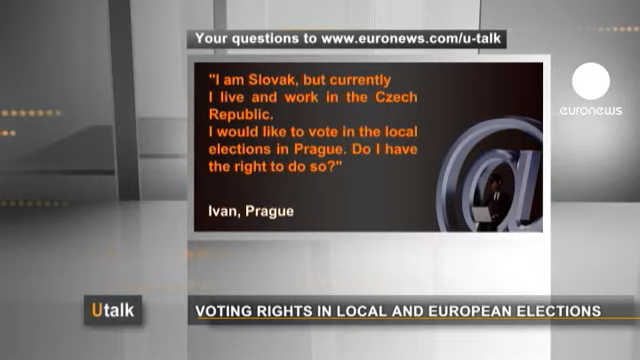 Your questions to www.euronews.com/u-talk
"I am Slovak, but currently
I live and work in the Czech
Republic.
I would like to vote in the local
elections in Prague. Do I have
the right to do so?"
Ivan, Prague
euronews
Utalk
VOTING RIGHTS IN LOCAL AND EUROPEAN ELECTIONS